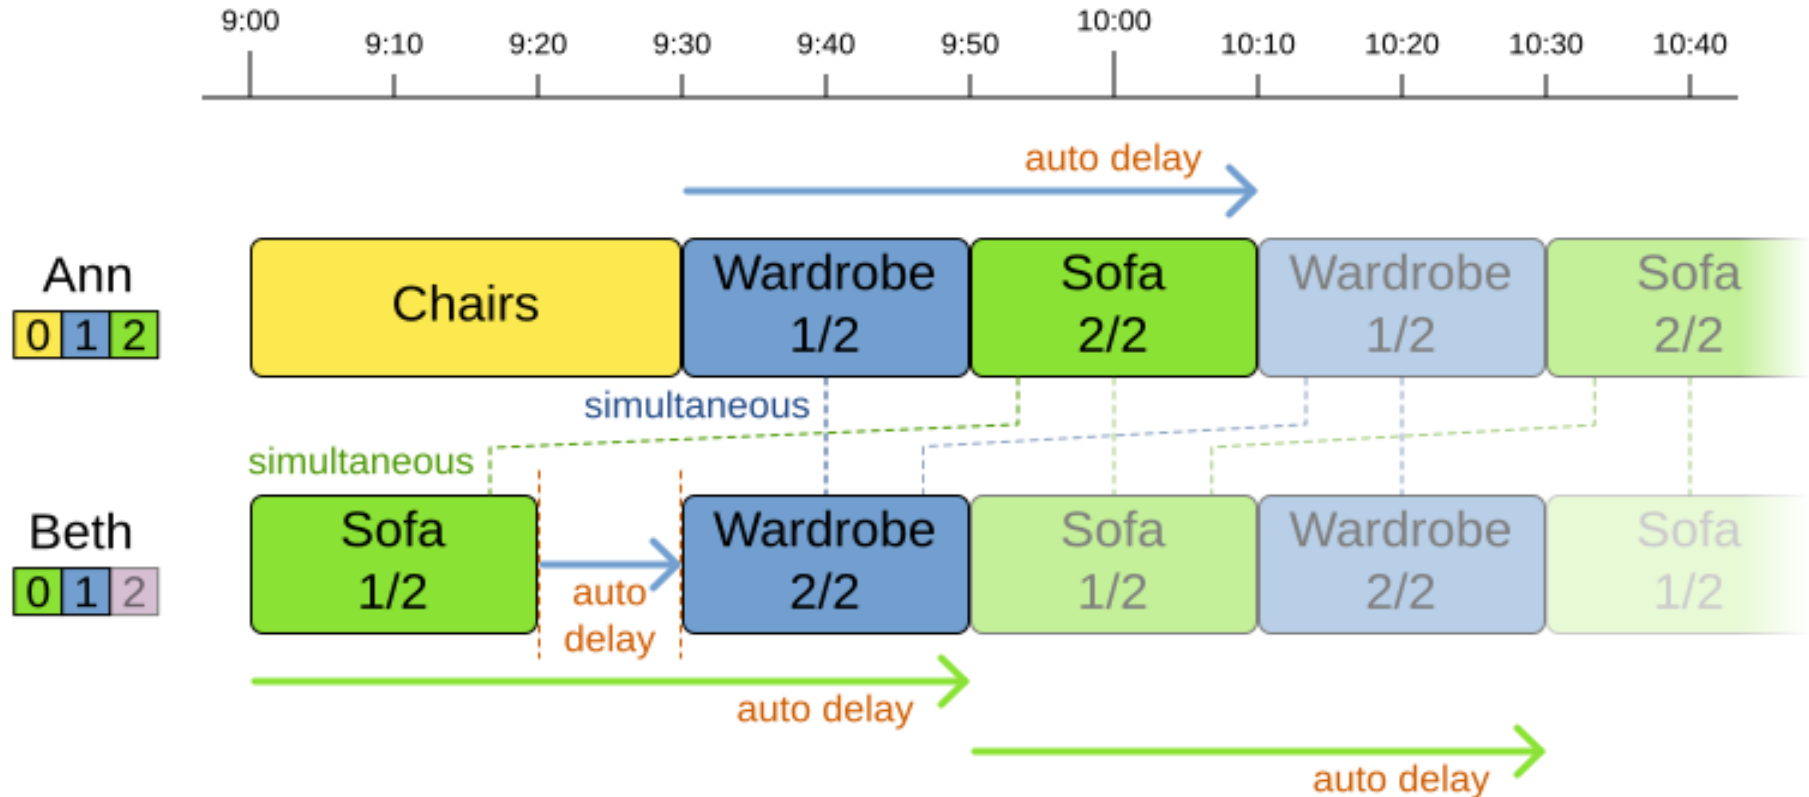 9:00 10:00
9:10 9:20 9:30 9:40 9:50 10:10 10:20 10:30 10:40
auto delay
Ann
0 1 2
Chairs
Wardrobe
1/2
Sofa
2/2
Wardrobe
1/2
Sofa
2/2
simultaneous
simultaneous
Beth
0 1 2
Sofa
1/2
auto
delay
Wardrobe
2/2
Sofa
1/2
Wardrobe
2/2
Sofa
1/2
auto delay
auto delay